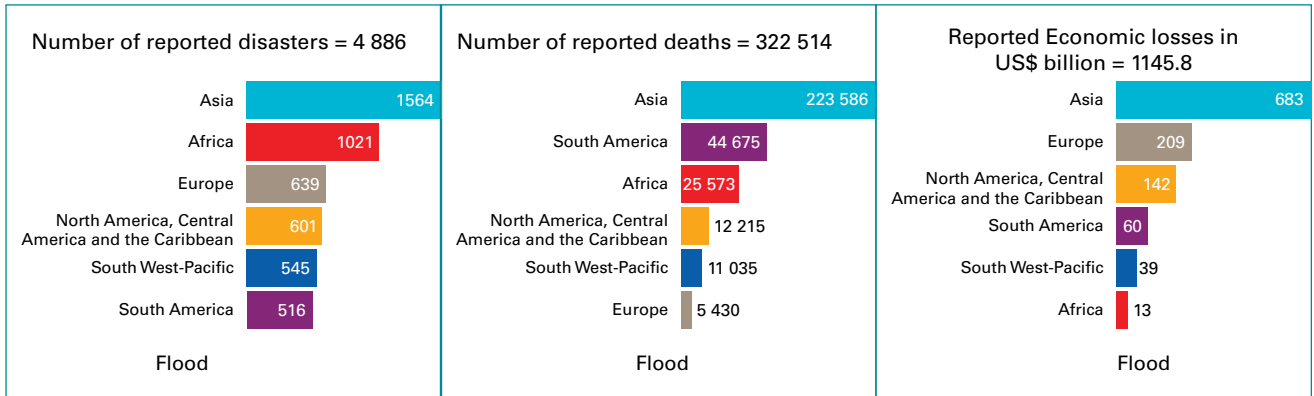 Number of reported disasters = 4 886
Asia 1564
Africa 1021
Europe 639
North America, Central
America and the Caribbean 601
South West-Pacific 545
South America 516
Flood
Number of reported deaths = 322 514
Asia 223 586
South America 44 675
Africa 25 573
North America, Central
America and the Caribbean 12 215
South West-Pacific 11 035
Europe 5 430
Flood
Reported Economic losses in
US$ billion = 1145.8
Asia 683
Europe 209
North America, Central
America and the Caribbean 142
South America 60
South West-Pacific 39
Africa 13
Flood